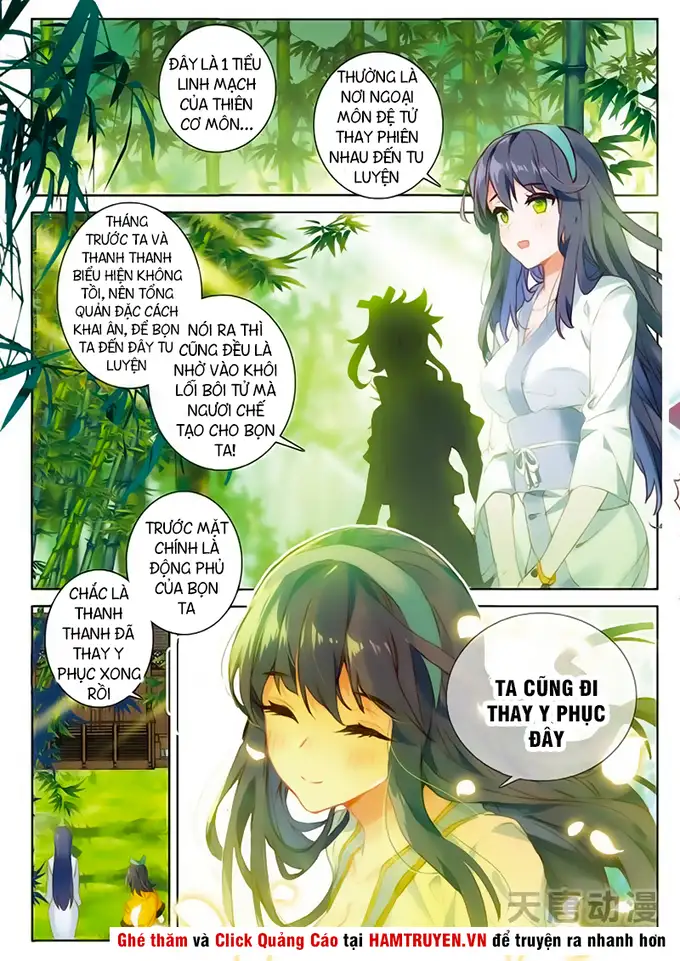 ĐÂY LÀ 1 TIỂU
LINH MẠCH
CỦA THIÊN
CƠ MÔN...
THƯỜNG LÀ
NƠI NGOẠI
MÔN ĐỆ TỬ
THAY PHIÊN
NHAU ĐẾN TU
LUYỆN
THÁNG
TRƯỚC TA VÀ
THANH THANH
BIỂU HIỆN KHÔNG
TỒI, NÊN TỔNG
QUẢN ĐẶC CÁCH
KHAI ÂN, ĐỂ BỌN
TA ĐẾN ĐÂY TU
LUYỆN
NÓI RA THÌ
CŨNG ĐỀU LÀ
NHỜ VÀO KHÔI
LỖI BÔI TỬ MÀ
NGƯƠI CHẾ
TẠO CHO BỌN
TA!
TRƯỚC MẶT
CHÍNH LÀ
ĐỘNG PHỦ
CỦA BỌN
TA
CHẮC LÀ
THANH
THANH ĐÃ
THAY Y
PHỤC XONG
RỒI
TA CŨNG ĐI
THAY Y PHỤC
ĐÂY
天唐动漫
Ghé thăm và Click Quảng Cáo tại HAMTRUYEN.VN để truyện ra nhanh hơn